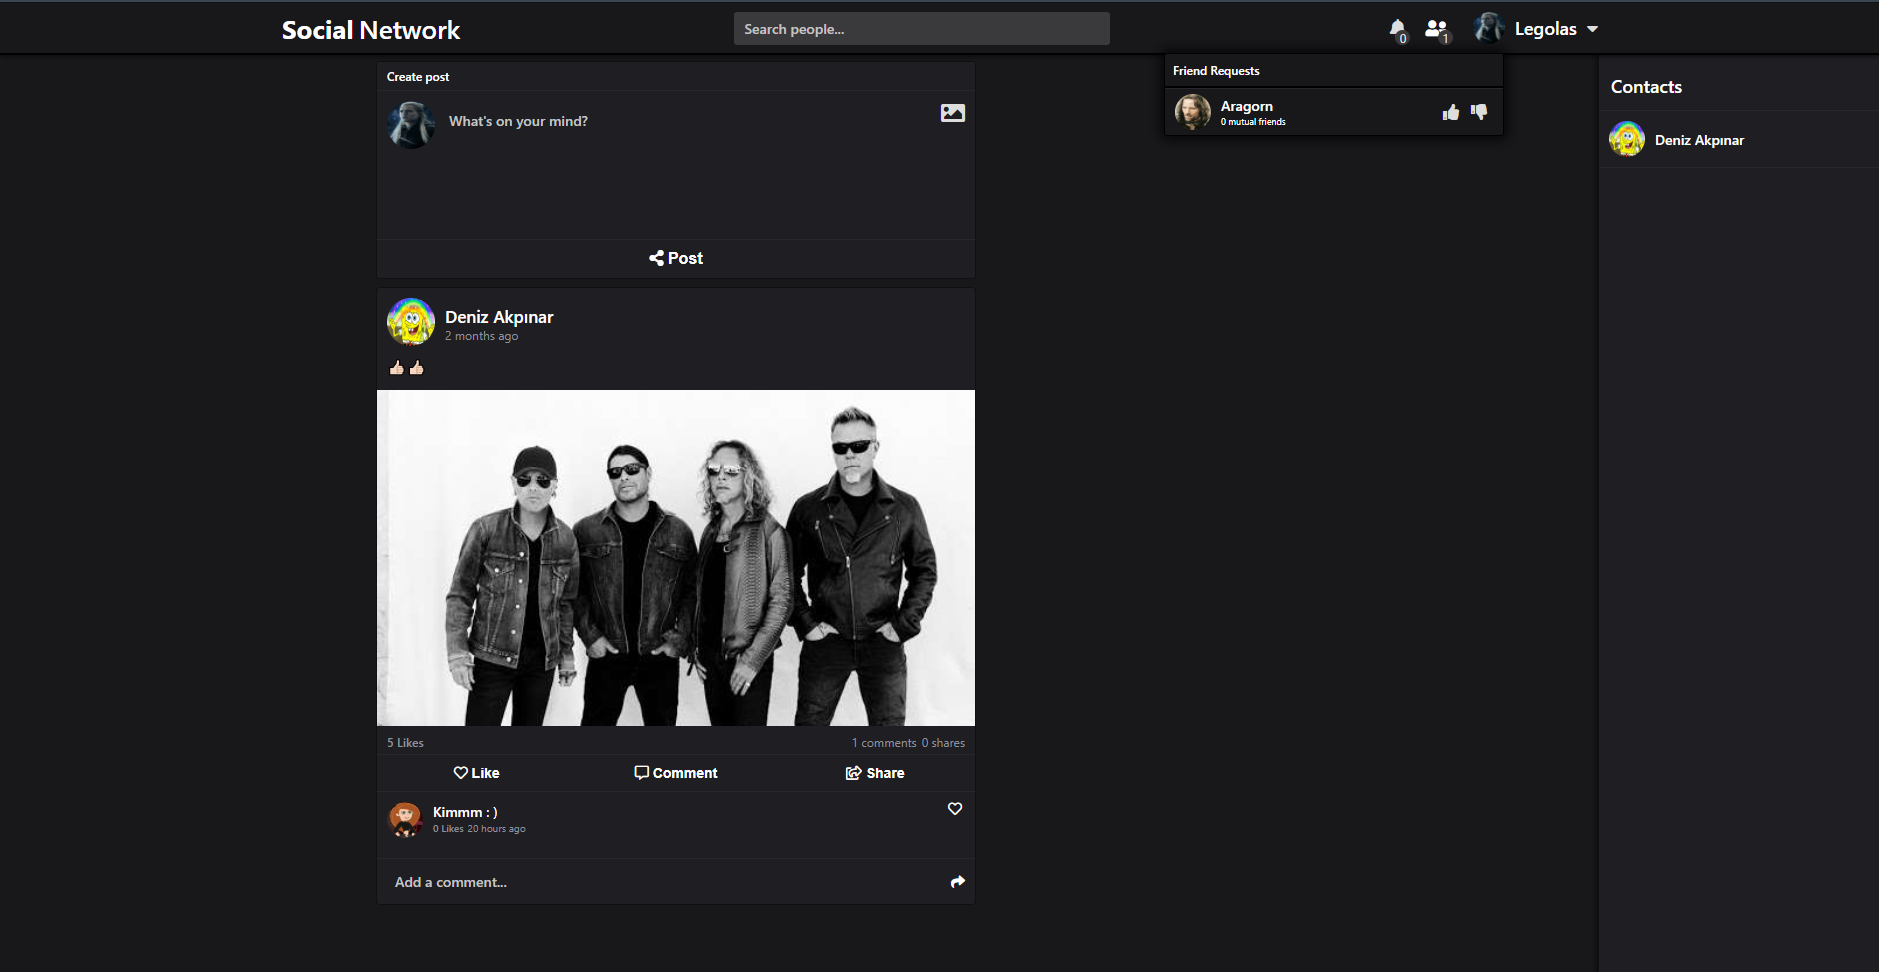 Social Network
Search people...
0
1
Legolas
Create post
What's on your mind?
Post
Friend Requests
Aragorn
0 mutual friends
Contacts
Deniz Akpınar
Deniz Akpınar
2 months ago
5 Likes
1 comments 0 shares
Like
Comment
Share
Kimmm : )
0 Likes 20 hours ago
Add a comment...